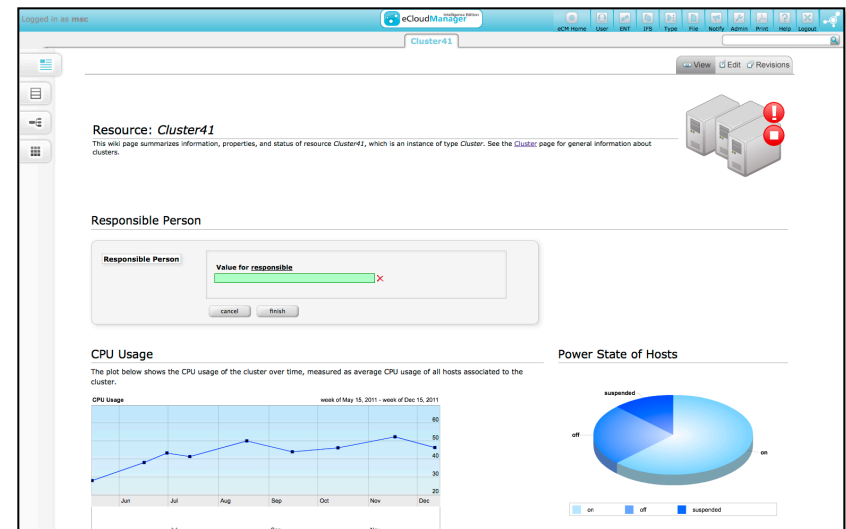 Logged in as msc
eCloudManager Intelligence Edition
eCM Home User ENT IFS Type File Notify Admin Print Help Logout
Cluster41
View Edit Revisions
Resource: Cluster41
This wiki page summarizes information, properties, and status of resource Cluster41, which is an instance of type Cluster. See the Cluster page for general information about
clusters.
Responsible Person
Responsible Person
Value for responsible
cancel finish
CPU Usage
The plot below shows the CPU usage of the cluster over time, measured as average CPU usage of all hosts associated to the
cluster.
CPU Usage week of May 15, 2011 - week of Dec 15, 2011
60
50
40
30
20
Jun Jul Aug Sep Oct Nov Dec
Power State of Hosts
suspended
off
on
on off suspended